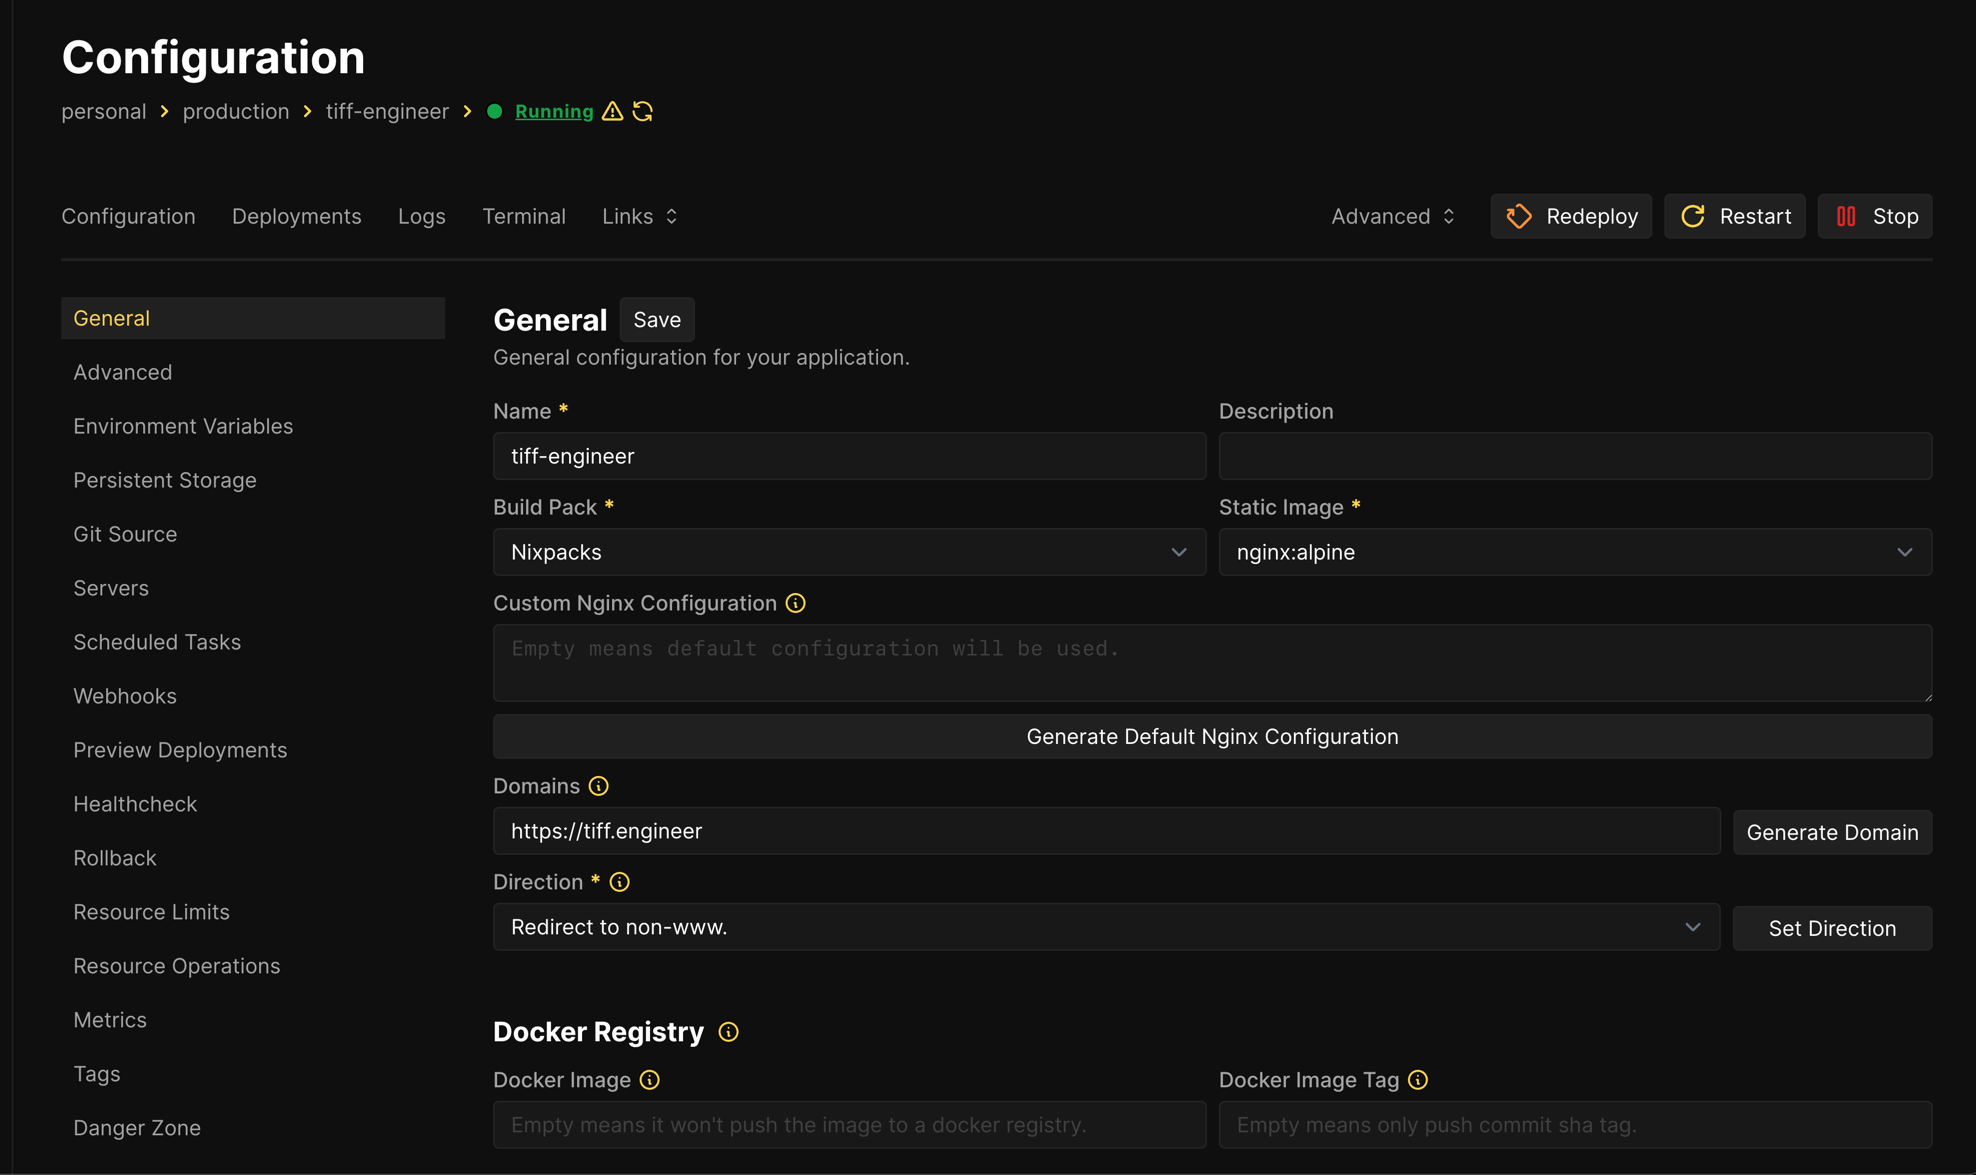 Configuration
personal production tiff-engineer Running
Configuration Deployments Logs Terminal Links Advanced Redeploy Restart Stop
General
Advanced
Environment Variables
Persistent Storage
Git Source
Servers
Scheduled Tasks
Webhooks
Preview Deployments
Healthcheck
Rollback
Resource Limits
Resource Operations
Metrics
Tags
Danger Zone
General Save
General configuration for your application.
Name * Description
tiff-engineer
Build Pack * Static Image *
Nixpacks nginx:alpine
Custom Nginx Configuration
Empty means default configuration will be used.
Generate Default Nginx Configuration
Domains
https://tiff.engineer Generate Domain
Direction *
Redirect to non-www. Set Direction
Docker Registry
Docker Image Docker Image Tag
Empty means it won't push the image to a docker registry. Empty means only push commit sha tag.